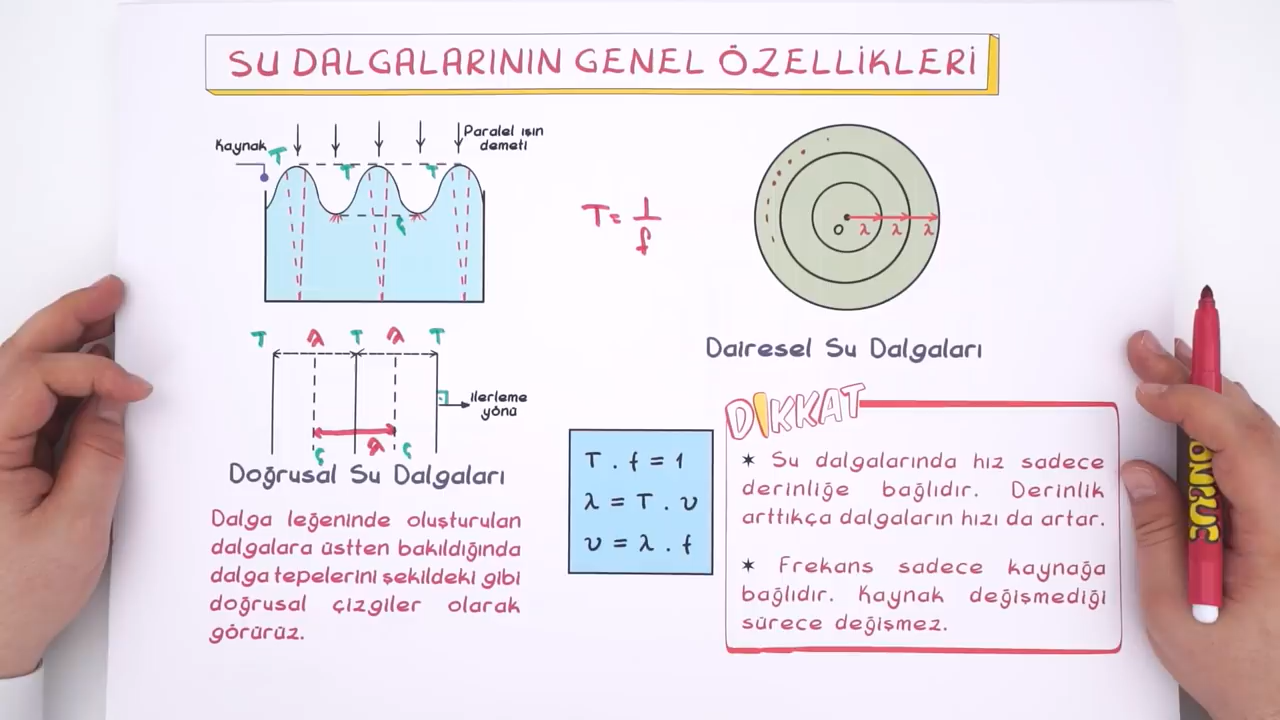 SU DALGALARININ GENEL ÖZELLİKLERİ
Kaynak
Paralel ışın
demeti
T
T
T
Ç
T = 1/f
O
λ λ λ
Dairesel Su Dalgaları
T λ T λ T
İlerleme
yönü
λ
Ç Ç
Doğrusal Su Dalgaları
Dalga leğeninde oluşturulan
dalgalara üstten bakıldığında
dalga tepelerini şekildeki gibi
doğrusal çizgiler olarak
görürüz.
T . f = 1
λ = T . υ
υ = λ . f
DİKKAT
✶ Su dalgalarında hız sadece
derinliğe bağlıdır. Derinlik
arttıkça dalgaların hızı da artar.
✶ Frekans sadece kaynağa
bağlıdır. Kaynak değişmediği
sürece değişmez.